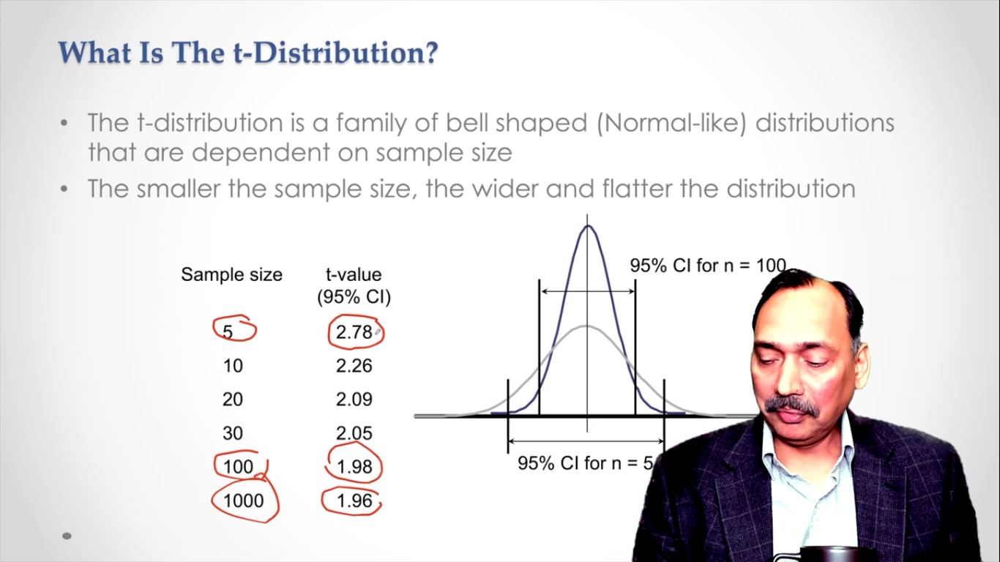 What Is The t-Distribution?
• The t-distribution is a family of bell shaped (Normal-like) distributions
that are dependent on sample size
• The smaller the sample size, the wider and flatter the distribution
Sample size t-value
(95% CI)
5 2.78
10 2.26
20 2.09
30 2.05
100 1.98
1000 1.96
95% CI for n = 100
95% CI for n = 5